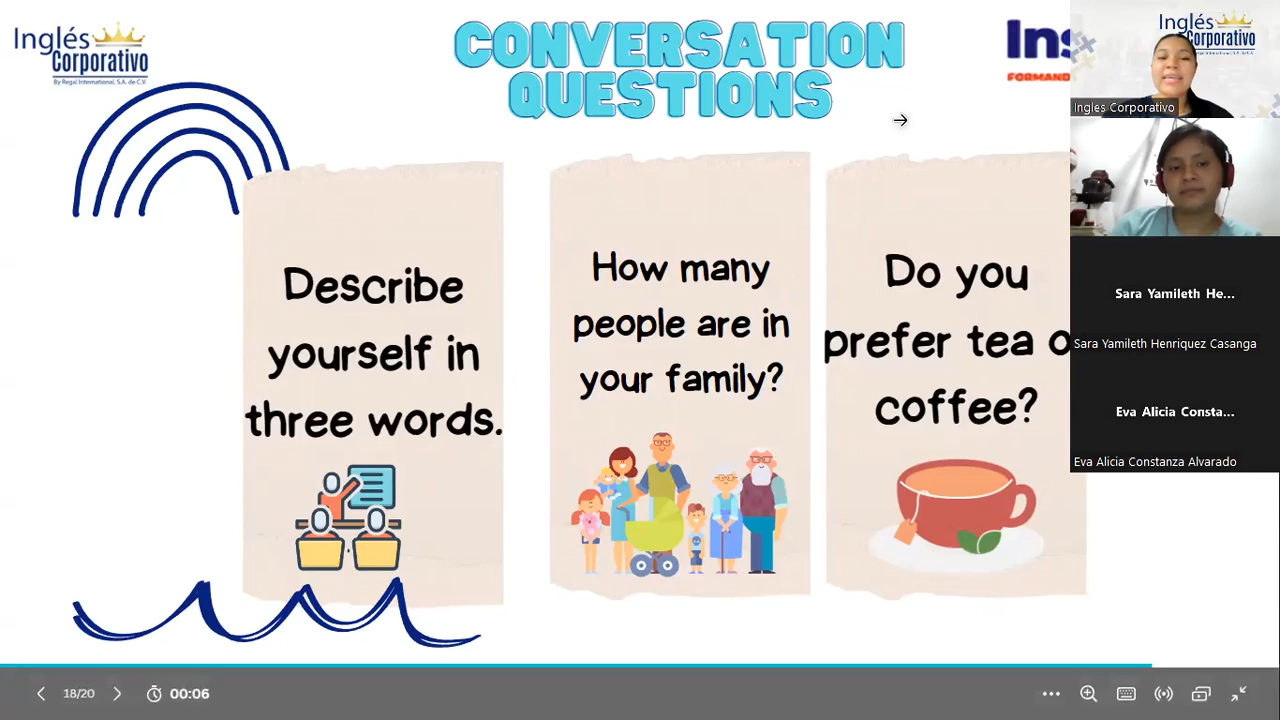 Inglés
Corporativo
By Regal International, S.A. de C.V.
CONVERSATION
QUESTIONS
Ins
FORMAND
Describe
yourself in
three words.
How many
people are in
your family?
Do you
prefer tea o
coffee?
Inglés
Corporativo
Ingles Corporativo
Sara Yamileth He...
Sara Yamileth Henriquez Casanga
Eva Alicia Consta...
Eva Alicia Constanza Alvarado
18/20
00:06